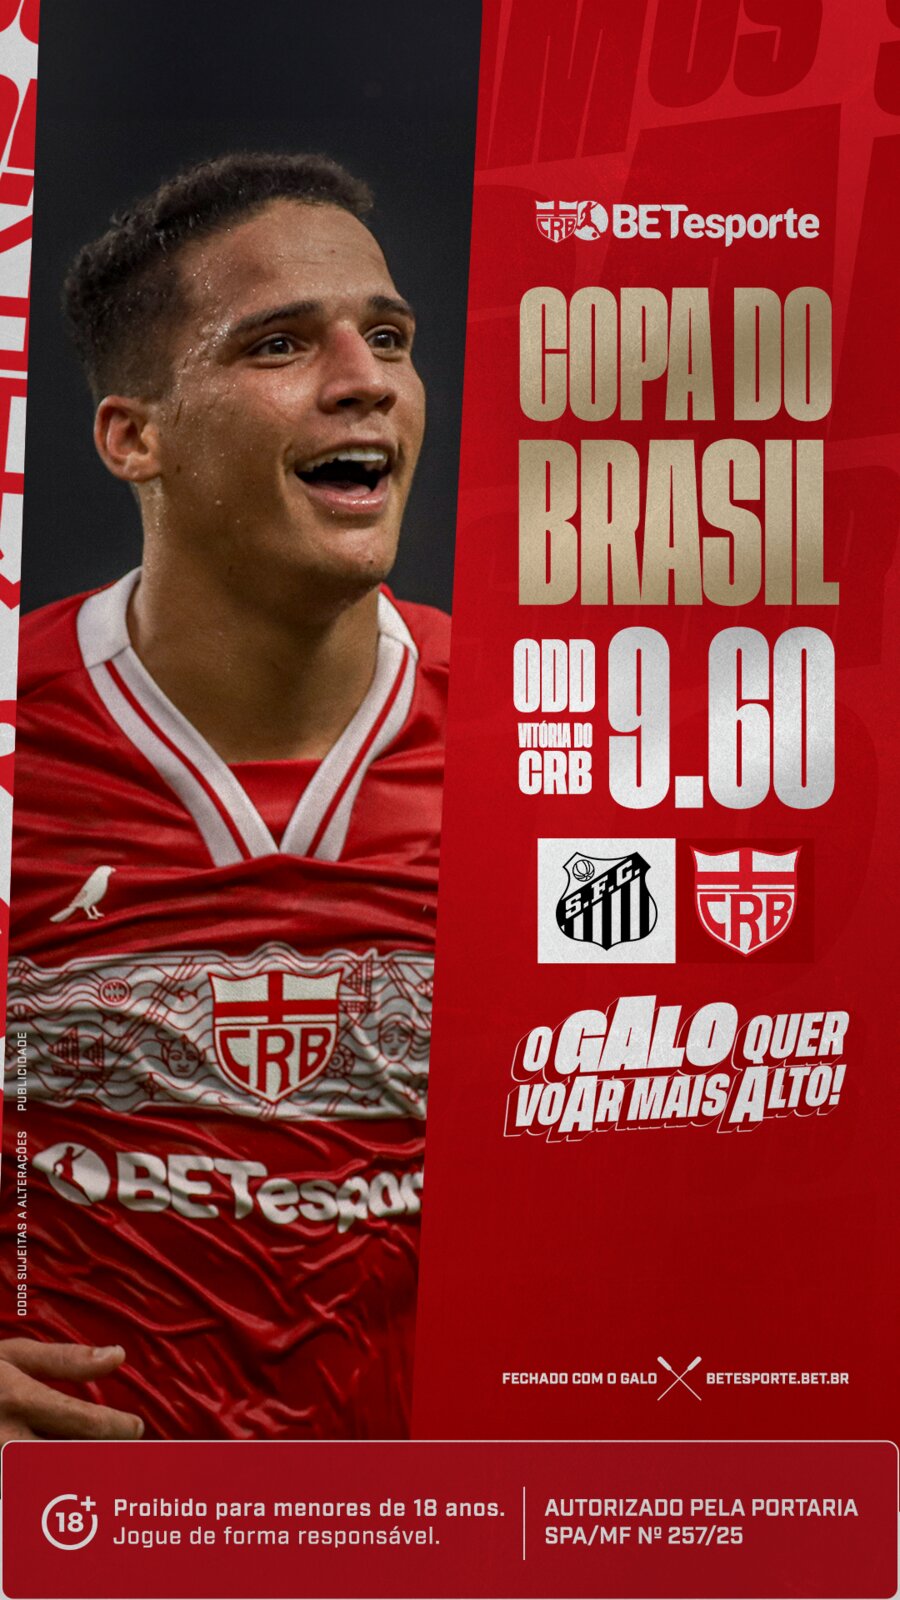 CRB BETesporte
COPA DO
BRASIL
ODD
VITÓRIA DO
CRB
9.60
S.F.C.
CRB
O GALO QUER
VOAR MAIS ALTO!
CRB
BETespor
ODDS SUJEITAS A ALTERAÇÕES PUBLICIDADE
FECHADO COM O GALO
BETESPORTE.BET.BR
18+
Proibido para menores de 18 anos.
Jogue de forma responsável.
AUTORIZADO PELA PORTARIA
SPA/MF Nº 257/25